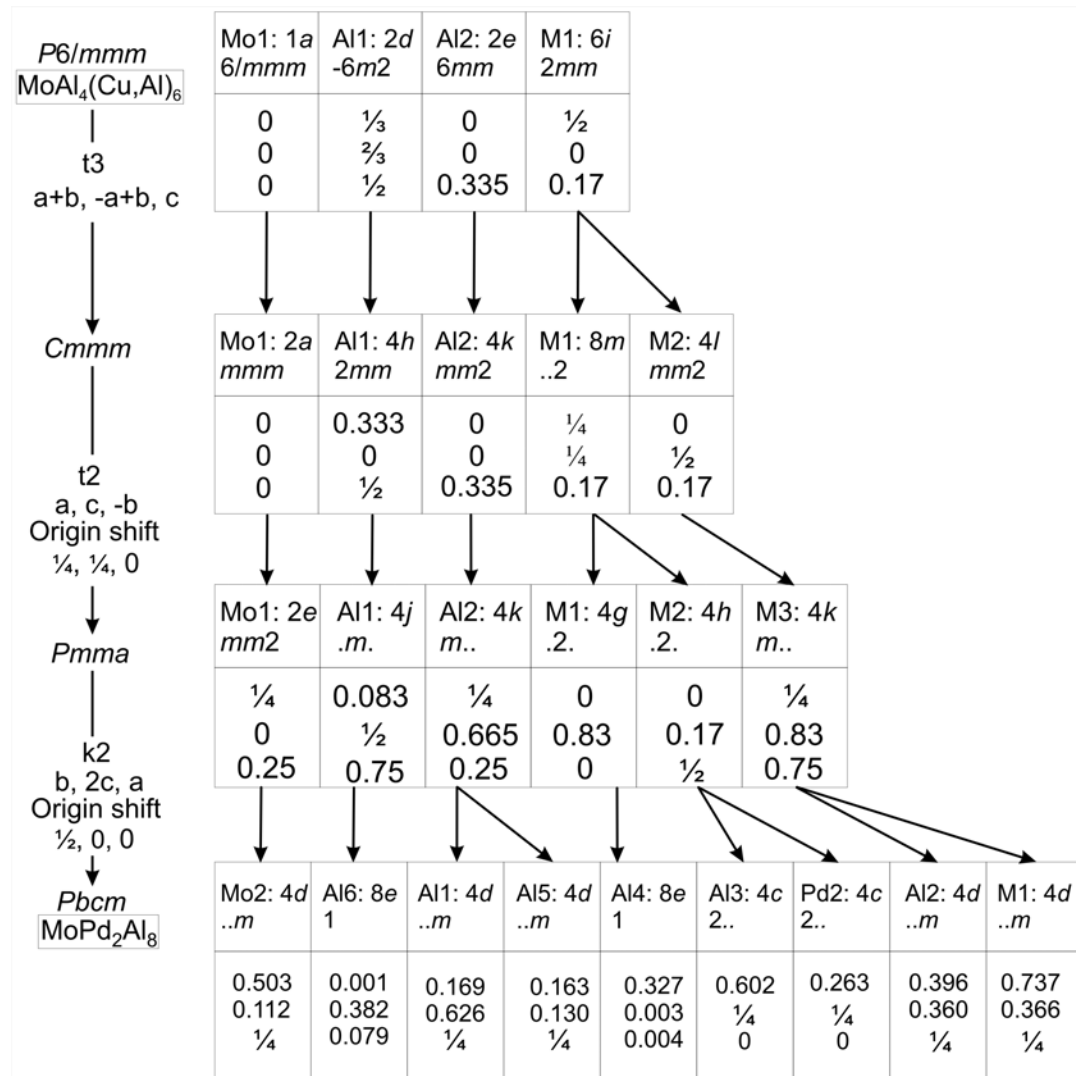 P6/mmm
MoAl₄(Cu,Al)₆
t3
a+b, -a+b, c
Mo1: 1a Al1: 2d Al2: 2e M1: 6i
6/mmm -6m2 6mm 2mm
0 ⅓ 0 ½
0 ⅔ 0 0
0 ½ 0.335 0.17
Cmmm
t2
a, c, -b
Origin shift
¼, ¼, 0
Mo1: 2a Al1: 4h Al2: 4k M1: 8m M2: 4l
mmm 2mm mm2 ..2 mm2
0 0.333 0 ¼ 0
0 0 0 ¼ ½
0 ½ 0.335 0.17 0.17
Pmma
k2
b, 2c, a
Origin shift
½, 0, 0
Mo1: 2e Al1: 4j Al2: 4k M1: 4g M2: 4h M3: 4k
mm2 .m. m.. .2. .2. m..
¼ 0.083 ¼ 0 0 ¼
0 ½ 0.665 0.83 0.17 0.83
0.25 0.75 0.25 0 ½ 0.75
Pbcm
MoPd₂Al₈
Mo2: 4d Al6: 8e Al1: 4d Al5: 4d Al4: 8e Al3: 4c Pd2: 4c Al2: 4d M1: 4d
..m 1 ..m ..m 1 2.. 2.. ..m ..m
0.503 0.001 0.169 0.163 0.327 0.602 0.263 0.396 0.737
0.112 0.382 0.626 0.130 0.003 ¼ ¼ 0.360 0.366
¼ 0.079 ¼ ¼ 0.004 0 0 ¼ ¼